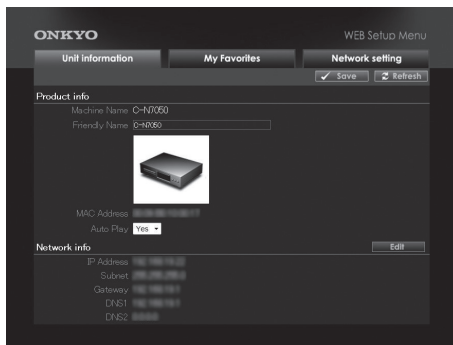 ONKYO WEB Setup Menu
Unit information My Favorites Network setting
Save Refresh
Product info
Machine Name C-N7050
Friendly Name C-N7050
MAC Address
Auto Play Yes
Network info Edit
IP Address
Subnet
Gateway
DNS1
DNS2